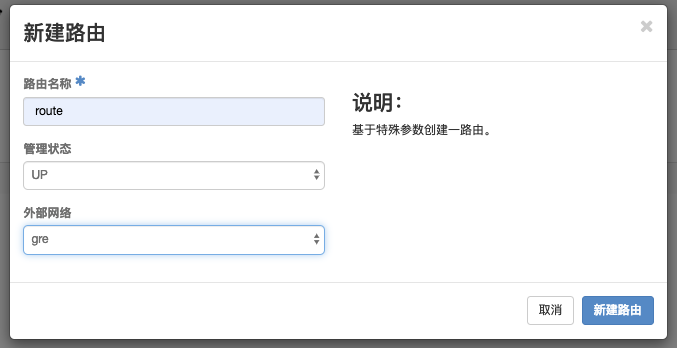 新建路由
×
路由名称 *
route
管理状态
UP
外部网络
gre
说明：
基于特殊参数创建一路由。
取消
新建路由